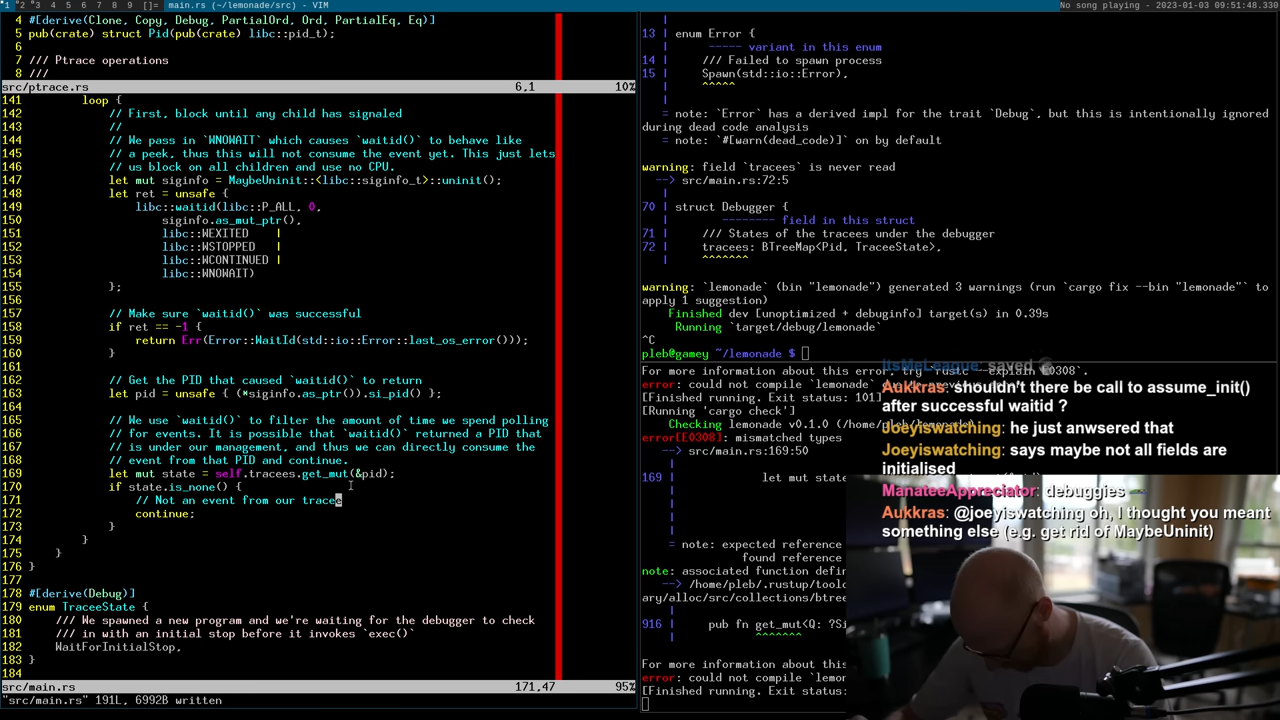 1 2 3 4 5 6 7 8 9 []= main.rs (~/lemonade/src) - VIM
No song playing - 2023-01-03 09:51:48.330
4 #[derive(Clone, Copy, Debug, PartialOrd, Ord, PartialEq, Eq)]
5 pub(crate) struct Pid(pub(crate) libc::pid_t);
6
7 /// Ptrace operations
8 ///
src/ptrace.rs 6,1 10%
141 loop {
142 // First, block until any child has signaled
143 //
144 // We pass in `WNOWAIT` which causes `waitid()` to behave like
145 // a peek, thus this will not consume the event yet. This just lets
146 // us block on all children and use no CPU.
147 let mut siginfo = MaybeUninit::<libc::siginfo_t>::uninit();
148 let ret = unsafe {
149 libc::waitid(libc::P_ALL, 0,
150 siginfo.as_mut_ptr(),
151 libc::WEXITED |
152 libc::WSTOPPED |
153 libc::WCONTINUED |
154 libc::WNOWAIT)
155 };
156
157 // Make sure `waitid()` was successful
158 if ret == -1 {
159 return Err(Error::WaitId(std::io::Error::last_os_error()));
160 }
161
162 // Get the PID that caused `waitid()` to return
163 let pid = unsafe { (*siginfo.as_ptr()).si_pid() };
164
165 // We use `waitid()` to filter the amount of time we spend polling
166 // for events. It is possible that `waitid()` returned a PID that
167 // is under our management, and thus we can directly consume the
168 // event from that PID and continue.
169 let mut state = self.tracees.get_mut(&pid);
170 if state.is_none() {
171 // Not an event from our tracee
172 continue;
173 }
174 }
175 }
176 }
177
178 #[derive(Debug)]
179 enum TraceeState {
180 /// We spawned a new program and we're waiting for the debugger to check
181 /// in with an initial stop before it invokes `exec()`
182 WaitForInitialStop,
183 }
184
src/main.rs 171,47 95%
"src/main.rs" 191L, 6992B written
13 | enum Error {
| ----- variant in this enum
14 | /// Failed to spawn process
15 | Spawn(std::io::Error),
| ^^^^^
|
= note: `Error` has a derived impl for the trait `Debug`, but this is intentionally ignored
during dead code analysis
= note: `#[warn(dead_code)]` on by default
warning: field `tracees` is never read
--> src/main.rs:72:5
|
70 | struct Debugger {
| -------- field in this struct
71 | /// States of the tracees under the debugger
72 | tracees: BTreeMap<Pid, TraceeState>,
| ^^^^^^^
warning: `lemonade` (bin "lemonade") generated 3 warnings (run `cargo fix --bin "lemonade"` to
apply 1 suggestion)
Finished dev [unoptimized + debuginfo] target(s) in 0.39s
Running `target/debug/lemonade`
^C
pleb@gamey ~/lemonade $
For more information about this error, try `rustc --explain E0308`.
error: could not compile `lemonade`
[Finished running. Exit status: 101]
[Running 'cargo check']
Checking lemonade v0.1.0 (/home/pleb/lemonade)
error[E0308]: mismatched types
--> src/main.rs:169:50
|
169 | let mut stat
|
= note: expected reference
found reference
note: associated function defin
--> /home/pleb/.rustup/toolc
ary/alloc/src/collections/btree
|
916 | pub fn get_mut<Q: ?Si
| ^^^^^^^
For more information about this
error: could not compile `lemon
[Finished running. Exit status:
ItsMeLeague: saved
Aukkras: shouldn't there be call to assume_init()
after successful waitid ?
Joeyiswatching: he just anwsered that
Joeyiswatching: says maybe not all fields are
initialised
ManateeAppreciator: debuggies
Aukkras: @joeyiswatching oh, I thought you meant
something else (e.g. get rid of MaybeUninit)